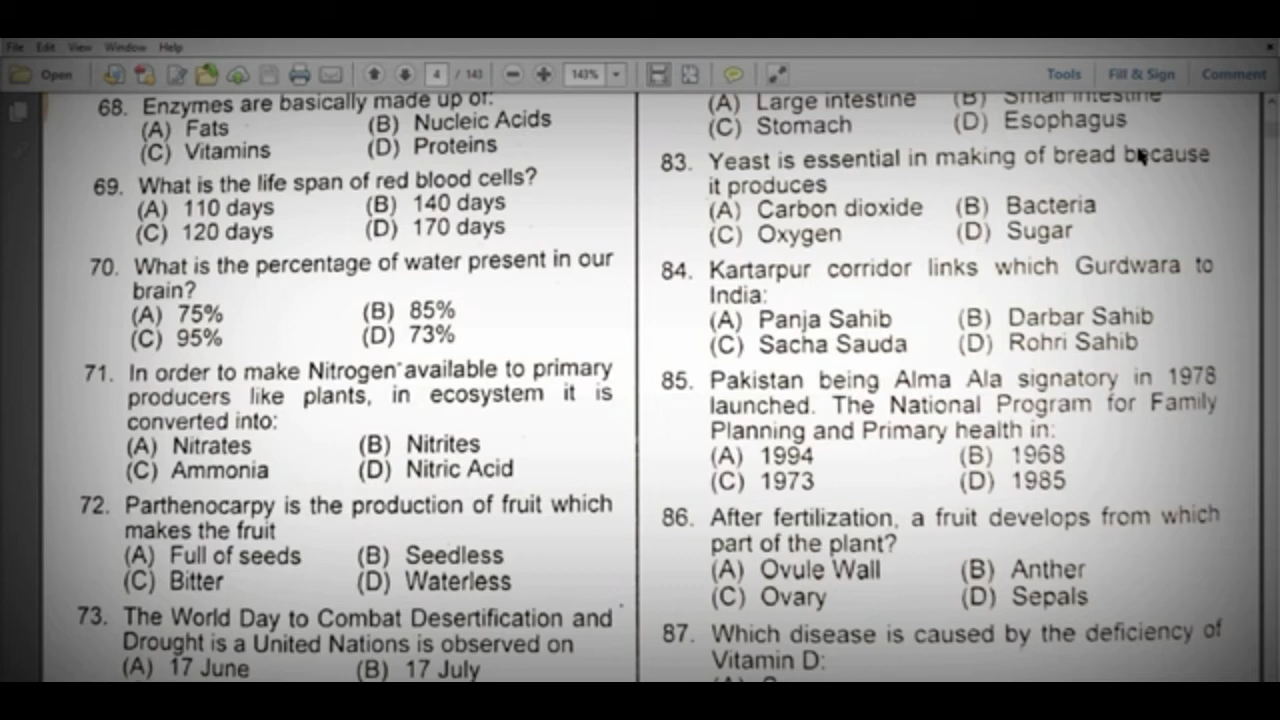 File Edit View Window Help
Open 4 / 143 143% Tools Fill & Sign Comment
68. Enzymes are basically made up of:
(A) Fats (B) Nucleic Acids
(C) Vitamins (D) Proteins
69. What is the life span of red blood cells?
(A) 110 days (B) 140 days
(C) 120 days (D) 170 days
70. What is the percentage of water present in our
brain?
(A) 75% (B) 85%
(C) 95% (D) 73%
71. In order to make Nitrogen available to primary
producers like plants, in ecosystem it is
converted into:
(A) Nitrates (B) Nitrites
(C) Ammonia (D) Nitric Acid
72. Parthenocarpy is the production of fruit which
makes the fruit
(A) Full of seeds (B) Seedless
(C) Bitter (D) Waterless
73. The World Day to Combat Desertification and
Drought is a United Nations is observed on
(A) 17 June (B) 17 July
(A) Large intestine (B) Small intestine
(C) Stomach (D) Esophagus
83. Yeast is essential in making of bread because
it produces
(A) Carbon dioxide (B) Bacteria
(C) Oxygen (D) Sugar
84. Kartarpur corridor links which Gurdwara to
India:
(A) Panja Sahib (B) Darbar Sahib
(C) Sacha Sauda (D) Rohri Sahib
85. Pakistan being Alma Ala signatory in 1978
launched. The National Program for Family
Planning and Primary health in:
(A) 1994 (B) 1968
(C) 1973 (D) 1985
86. After fertilization, a fruit develops from which
part of the plant?
(A) Ovule Wall (B) Anther
(C) Ovary (D) Sepals
87. Which disease is caused by the deficiency of
Vitamin D: